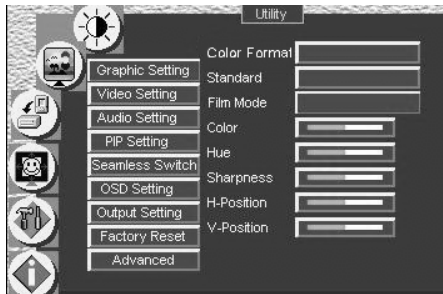 Utility
Graphic Setting
Video Setting
Audio Setting
PIP Setting
Seamless Switch
OSD Setting
Output Setting
Factory Reset
Advanced
Color Format
Standard
Film Mode
Color
Hue
Sharpness
H-Position
V-Position